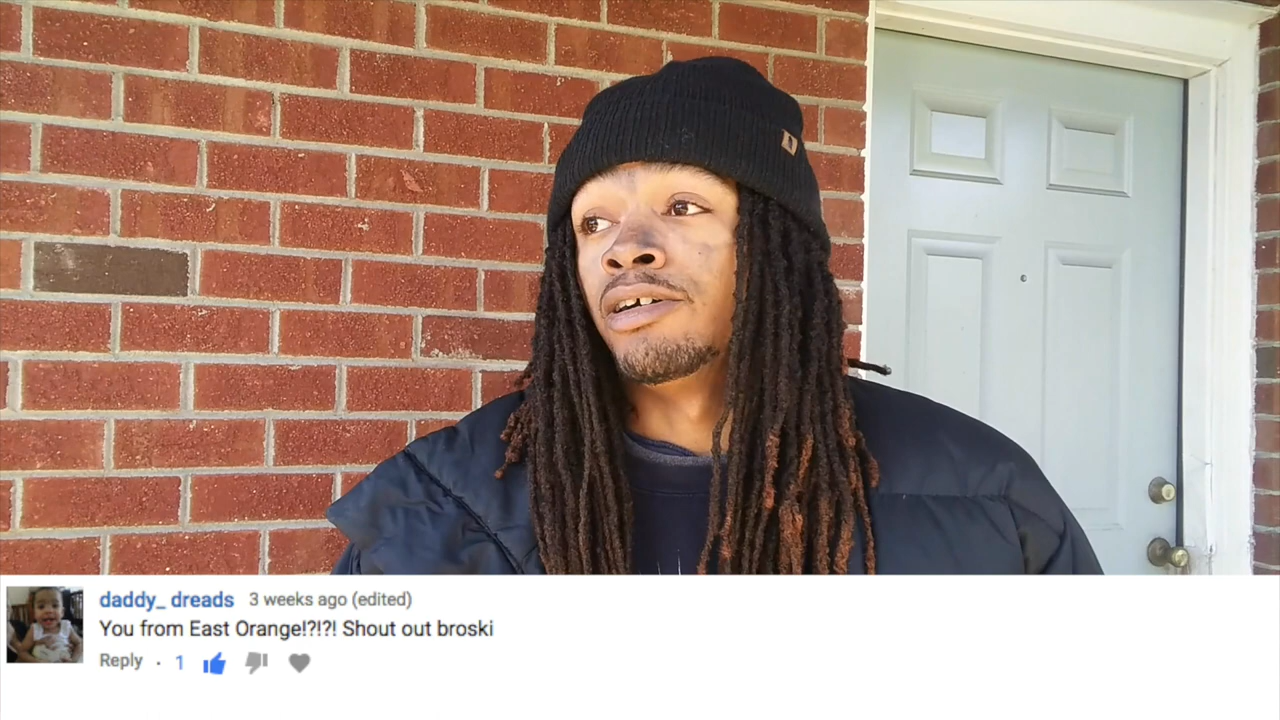 daddy_ dreads 3 weeks ago (edited)
You from East Orange!?!?! Shout out broski
Reply · 1